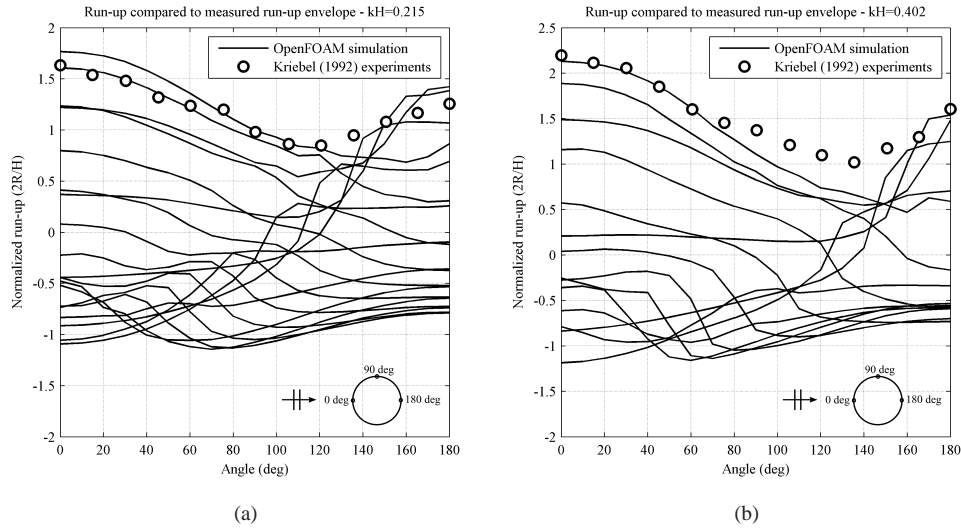 Run-up compared to measured run-up envelope - kH=0.215
Normalized run-up (2R/H)
2
1.5
1
0.5
0
-0.5
-1
-1.5
-2
OpenFOAM simulation
Kriebel (1992) experiments
90 deg
0 deg
180 deg
0 20 40 60 80 100 120 140 160 180
Angle (deg)
(a)
Run-up compared to measured run-up envelope - kH=0.402
Normalized run-up (2R/H)
2.5
2
1.5
1
0.5
0
-0.5
-1
-1.5
-2
OpenFOAM simulation
Kriebel (1992) experiments
90 deg
0 deg
180 deg
0 20 40 60 80 100 120 140 160 180
Angle (deg)
(b)